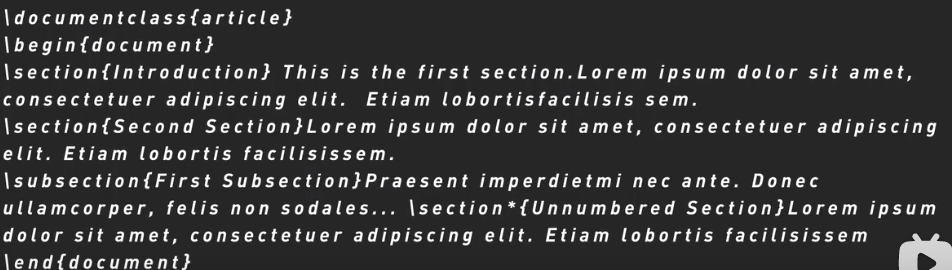 \documentclass{article}
\begin{document}
\section{Introduction} This is the first section.Lorem ipsum dolor sit amet,
consectetuer adipiscing elit.  Etiam lobortisfacilisis sem.
\section{Second Section}Lorem ipsum dolor sit amet, consectetuer adipiscing
elit. Etiam lobortis facilisissem.
\subsection{First Subsection}Praesent imperdietmi nec ante. Donec
ullamcorper, felis non sodales... \section*{Unnumbered Section}Lorem ipsum
dolor sit amet, consectetuer adipiscing elit. Etiam lobortis facilisissem
\end{document}